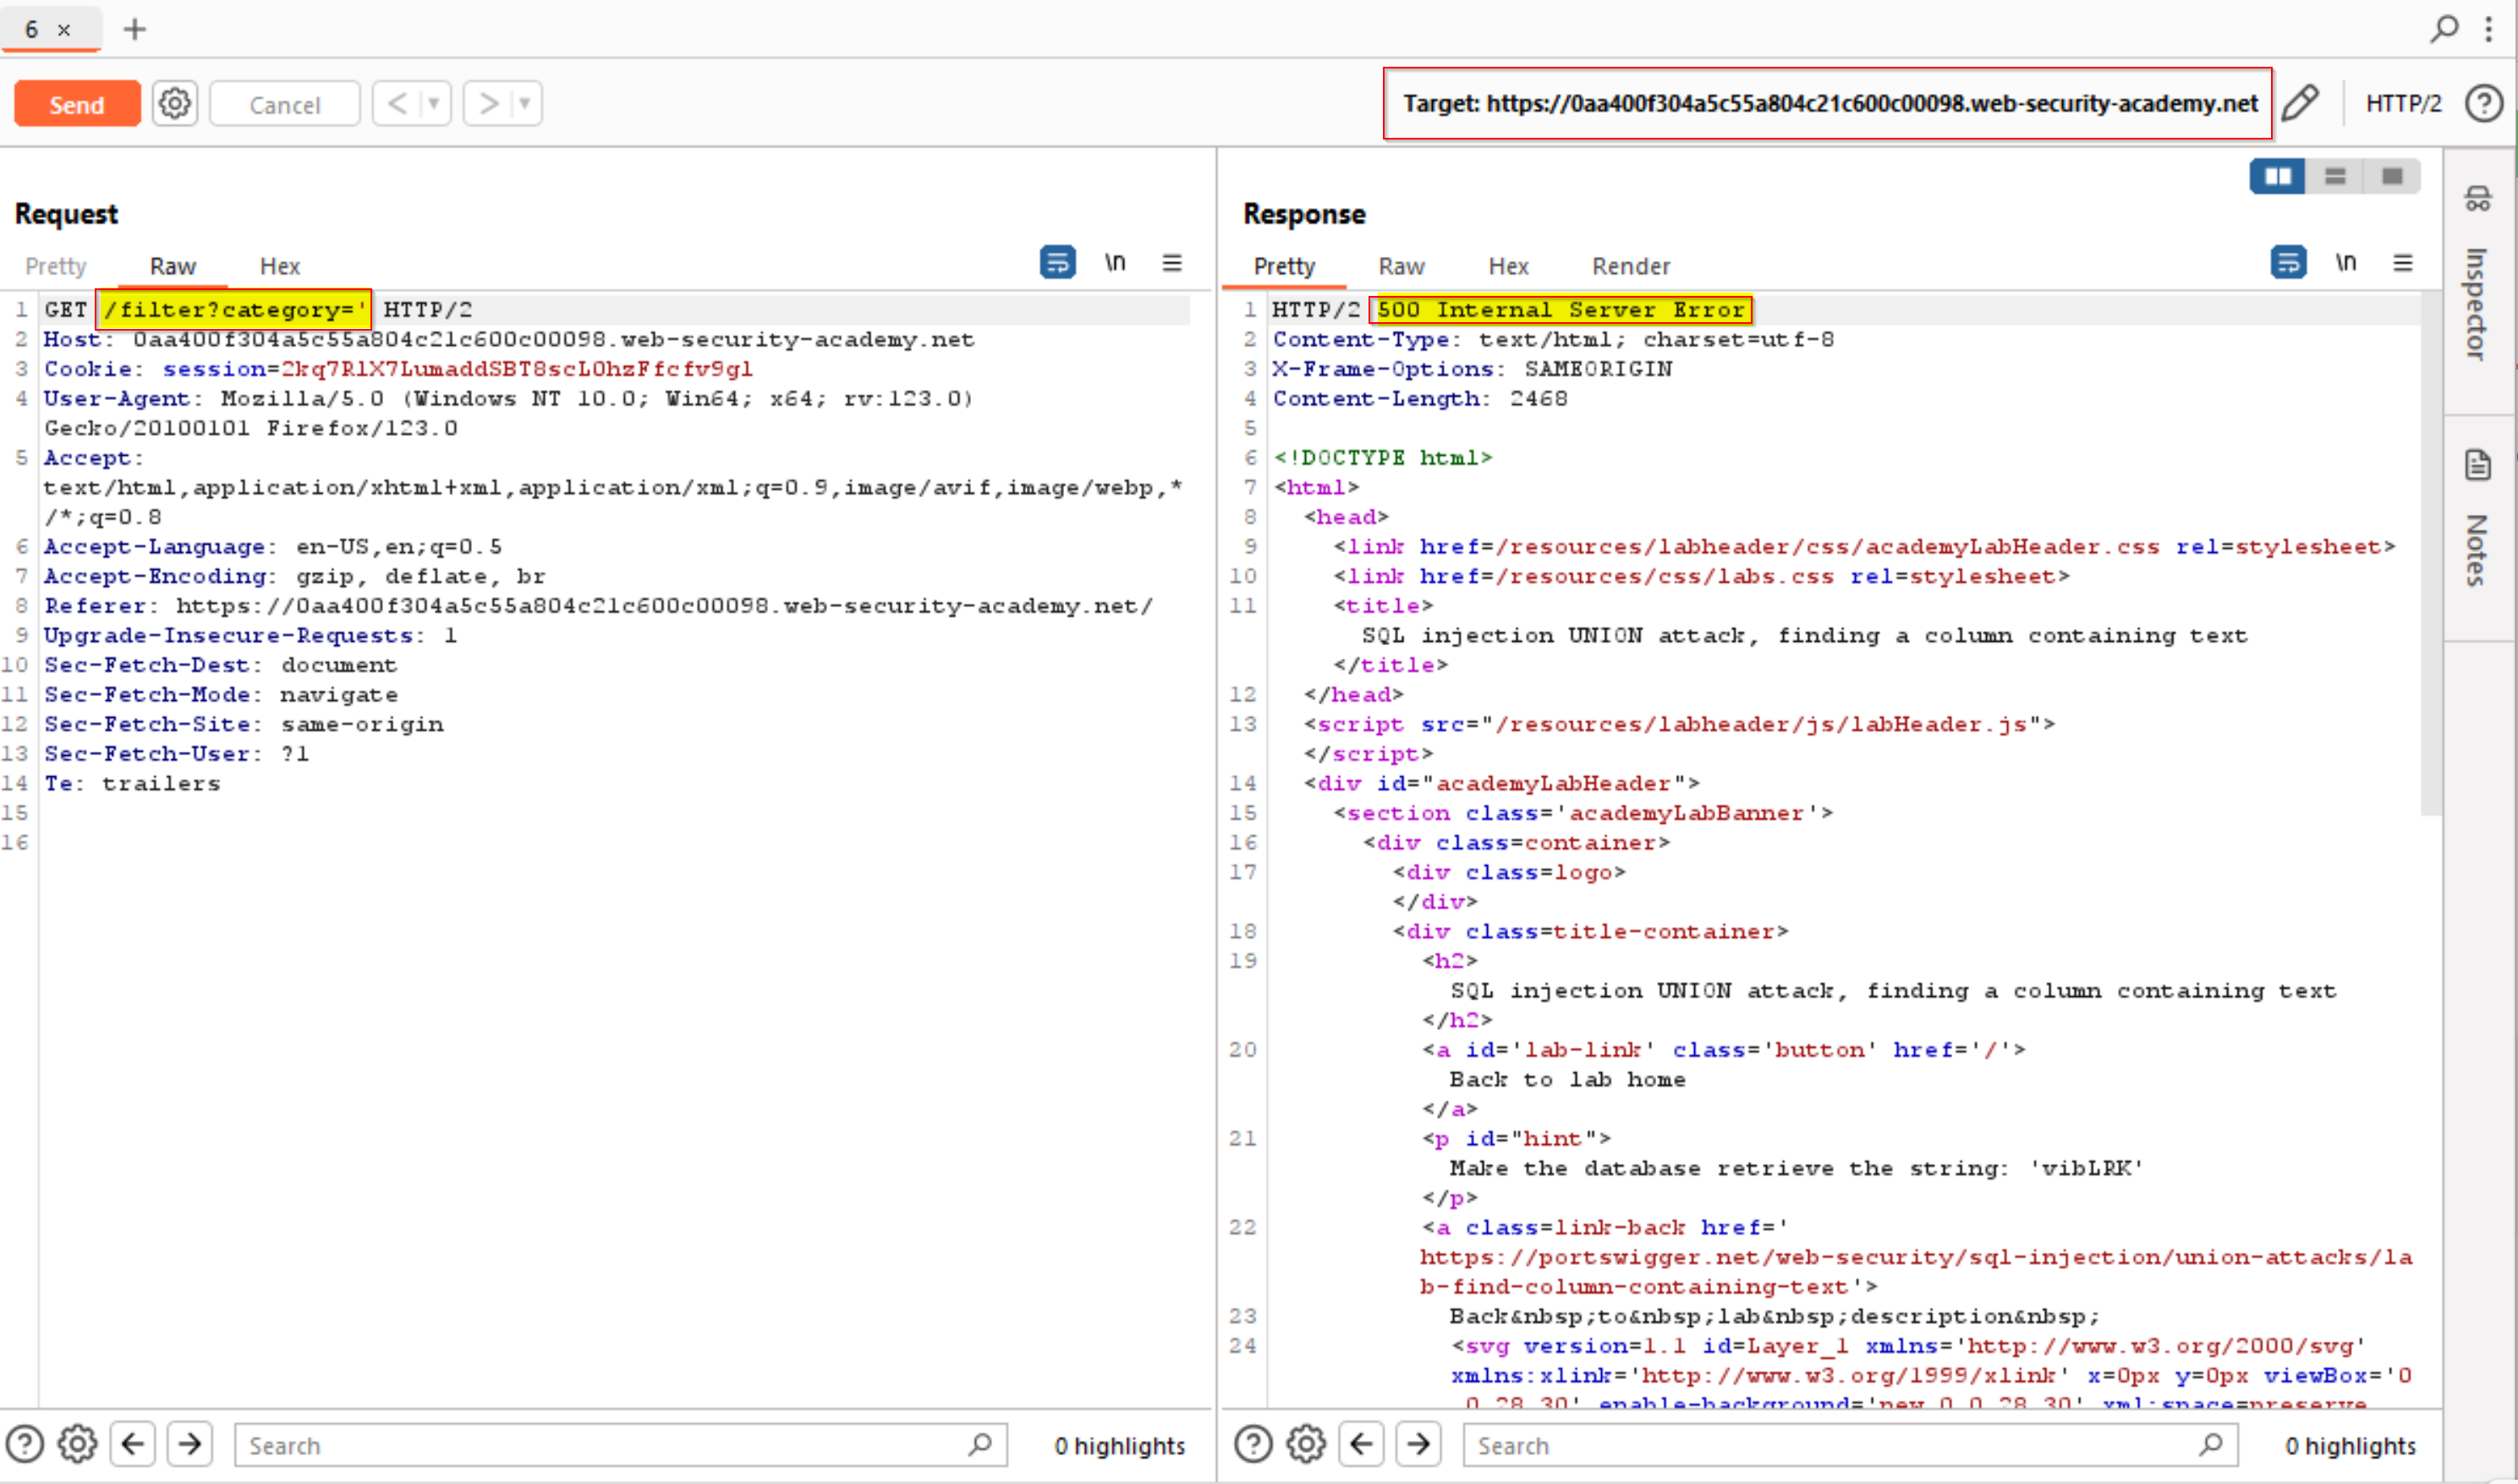 6 ×
Send
Cancel
Target: https://0aa400f304a5c55a804c21c600c00098.web-security-academy.net
HTTP/2
Request
Pretty Raw Hex
\n
1 GET /filter?category=' HTTP/2
2 Host: 0aa400f304a5c55a804c21c600c00098.web-security-academy.net
3 Cookie: session=2kq7RlX7LumaddSBT8scL0hzFfcfv9gl
4 User-Agent: Mozilla/5.0 (Windows NT 10.0; Win64; x64; rv:123.0)
Gecko/20100101 Firefox/123.0
5 Accept:
text/html,application/xhtml+xml,application/xml;q=0.9,image/avif,image/webp,*
/*;q=0.8
6 Accept-Language: en-US,en;q=0.5
7 Accept-Encoding: gzip, deflate, br
8 Referer: https://0aa400f304a5c55a804c21c600c00098.web-security-academy.net/
9 Upgrade-Insecure-Requests: 1
10 Sec-Fetch-Dest: document
11 Sec-Fetch-Mode: navigate
12 Sec-Fetch-Site: same-origin
13 Sec-Fetch-User: ?1
14 Te: trailers
15
16
Search
0 highlights
Response
Pretty Raw Hex Render
\n
1 HTTP/2 500 Internal Server Error
2 Content-Type: text/html; charset=utf-8
3 X-Frame-Options: SAMEORIGIN
4 Content-Length: 2468
5
6 <!DOCTYPE html>
7 <html>
8 <head>
9 <link href=/resources/labheader/css/academyLabHeader.css rel=stylesheet>
10 <link href=/resources/css/labs.css rel=stylesheet>
11 <title>
SQL injection UNION attack, finding a column containing text
</title>
12 </head>
13 <script src="/resources/labheader/js/labHeader.js">
</script>
14 <div id="academyLabHeader">
15 <section class='academyLabBanner'>
16 <div class=container>
17 <div class=logo>
</div>
18 <div class=title-container>
19 <h2>
SQL injection UNION attack, finding a column containing text
</h2>
20 <a id='lab-link' class='button' href='/'>
Back to lab home
</a>
21 <p id="hint">
Make the database retrieve the string: 'vibLRK'
</p>
22 <a class=link-back href='
https://portswigger.net/web-security/sql-injection/union-attacks/la
b-find-column-containing-text'>
23 Back&nbsp;to&nbsp;lab&nbsp;description&nbsp;
24 <svg version=1.1 id=Layer_1 xmlns='http://www.w3.org/2000/svg'
xmlns:xlink='http://www.w3.org/1999/xlink' x=0px y=0px viewBox='0
0 28 30' enable-background='new 0 0 28 30' xml:space=preserve
Search
0 highlights
Inspector
Notes